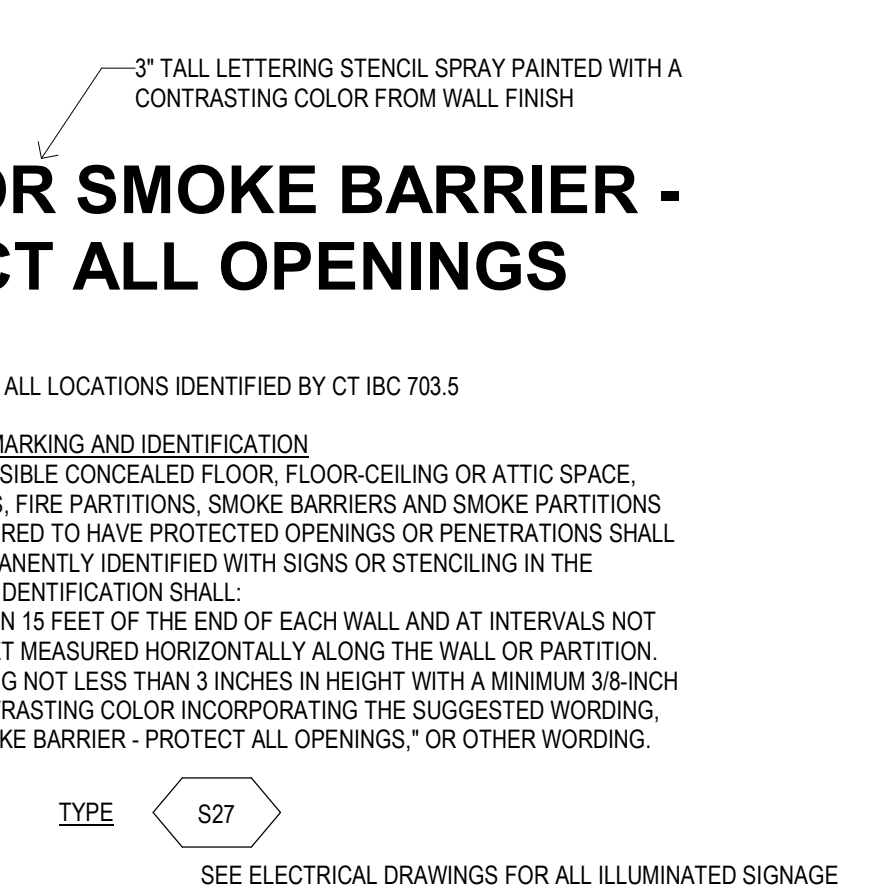 3" TALL LETTERING STENCIL SPRAY PAINTED WITH A
CONTRASTING COLOR FROM WALL FINISH
OR SMOKE BARRIER -
CT ALL OPENINGS
ALL LOCATIONS IDENTIFIED BY CT IBC 703.5
MARKING AND IDENTIFICATION
SIBLE CONCEALED FLOOR, FLOOR-CEILING OR ATTIC SPACE,
S, FIRE PARTITIONS, SMOKE BARRIERS AND SMOKE PARTITIONS
RED TO HAVE PROTECTED OPENINGS OR PENETRATIONS SHALL
ANENTLY IDENTIFIED WITH SIGNS OR STENCILING IN THE
DENTIFICATION SHALL:
N 15 FEET OF THE END OF EACH WALL AND AT INTERVALS NOT
ET MEASURED HORIZONTALLY ALONG THE WALL OR PARTITION.
G NOT LESS THAN 3 INCHES IN HEIGHT WITH A MINIMUM 3/8-INCH
TRASTING COLOR INCORPORATING THE SUGGESTED WORDING,
KE BARRIER - PROTECT ALL OPENINGS," OR OTHER WORDING.
TYPE S27
SEE ELECTRICAL DRAWINGS FOR ALL ILLUMINATED SIGNAGE